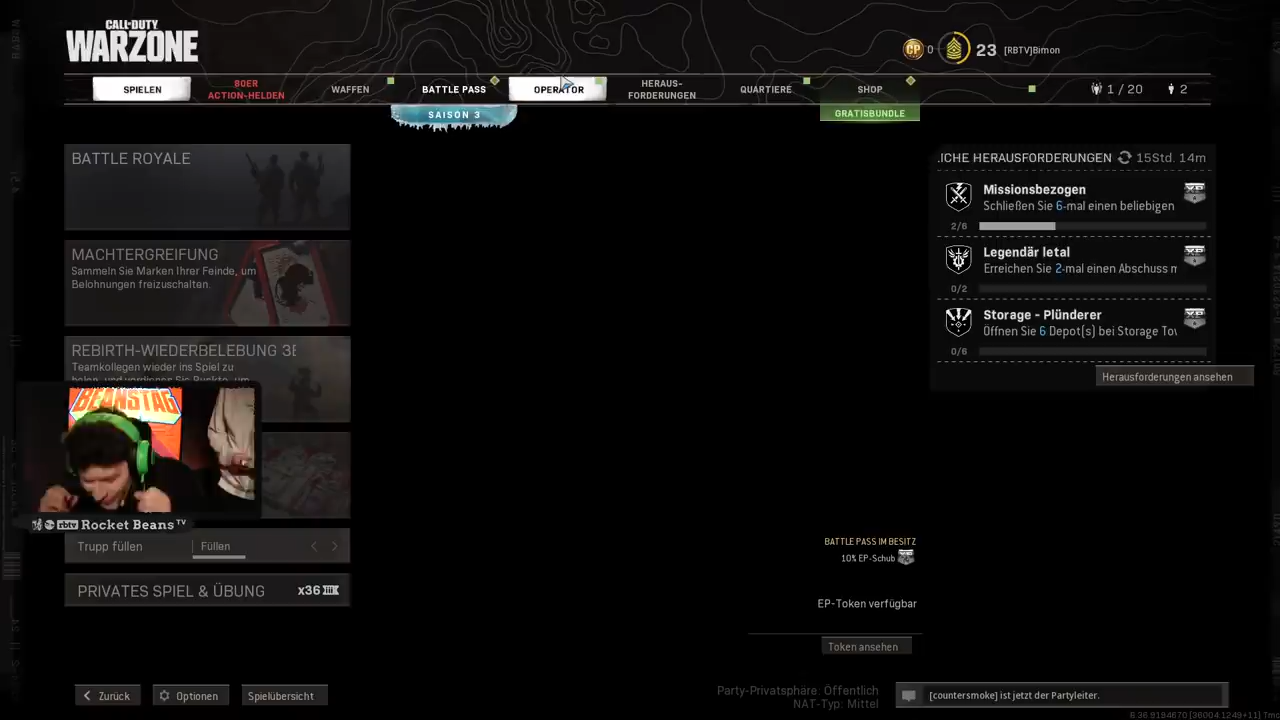 CALL·DUTY
WARZONE
CP 0
23
[RBTV]Bimon
SPIELEN
80ER
ACTION-HELDEN
WAFFEN
BATTLE PASS
OPERATOR
HERAUS-
FORDERUNGEN
QUARTIERE
SHOP
1 / 20
2
SAISON 3
GRATISBUNDLE
BATTLE ROYALE
MACHTERGREIFUNG
Sammeln Sie Marken Ihrer Feinde, um
Belohnungen freizuschalten.
REBIRTH-WIEDERBELEBUNG
Teamkollegen wieder ins Spiel zu
BEANSTAG
rbtv Rocket Beans TV
Trupp füllen
Füllen
PRIVATES SPIEL & ÜBUNG
x36
LICHE HERAUSFORDERUNGEN
15Std. 14m
Missionsbezogen
Schließen Sie 6-mal einen beliebigen
2/6
Legendär letal
Erreichen Sie 2-mal einen Abschuss m
0/2
Storage - Plünderer
Öffnen Sie 6 Depot(s) bei Storage Tow
0/6
Herausforderungen ansehen
BATTLE PASS IM BESITZ
10% EP-Schub
EP-Token verfügbar
Token ansehen
Zurück
Optionen
Spielübersicht
Party-Privatsphäre: Öffentlich
NAT-Typ: Mittel
[countersmoke] ist jetzt der Partyleiter.